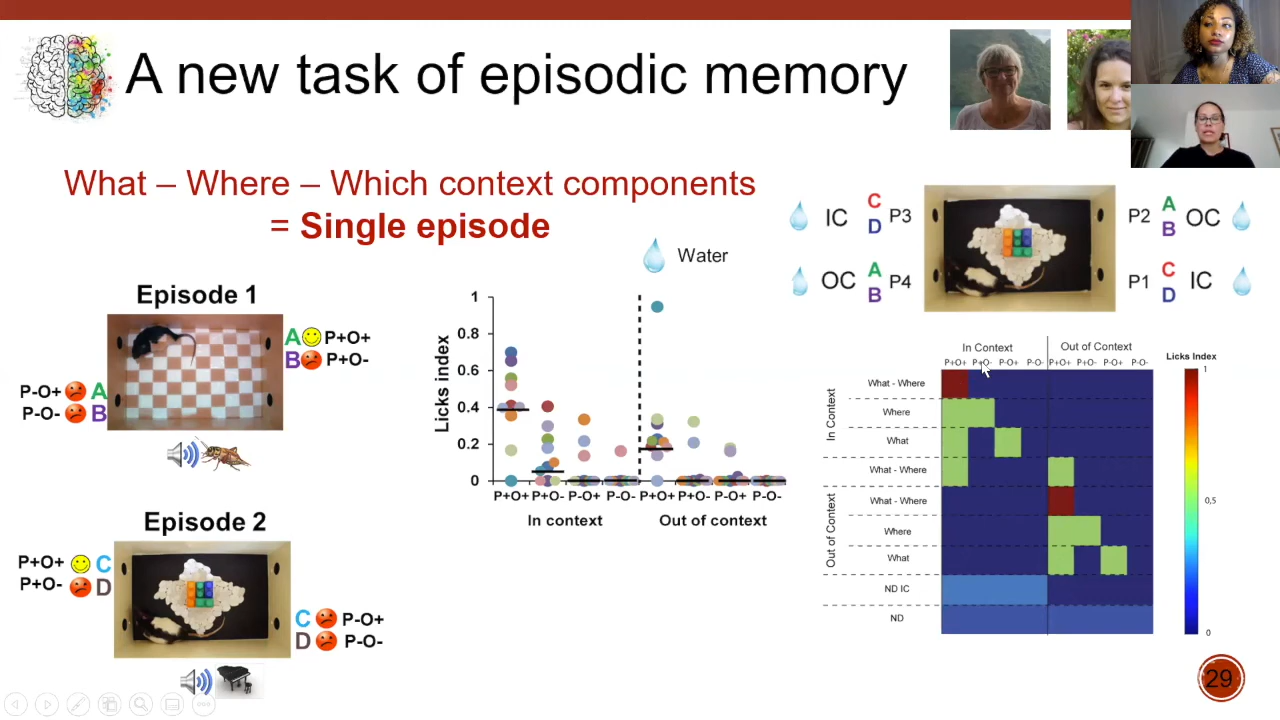 A new task of episodic memory
What – Where – Which context components
= Single episode
Water
Episode 1
A P+O+
B P+O-
P-O+ A
P-O- B
Episode 2
P+O+ C
P+O- D
C P-O+
D P-O-
Licks index
1
0.8
0.6
0.4
0.2
0
P+O+ P+O- P-O+ P-O- P+O+ P+O- P-O+ P-O-
In context Out of context
IC C D P3
OC A B P4
P2 A B OC
P1 C D IC
In Context Out of Context
P+O+ P+O- P-O+ P-O- P+O+ P+O- P-O+ P-O-
In Context
What - Where
Where
What
What - Where
Out of Context
What - Where
Where
What
ND IC
ND
Licks Index
1
0,5
0
29